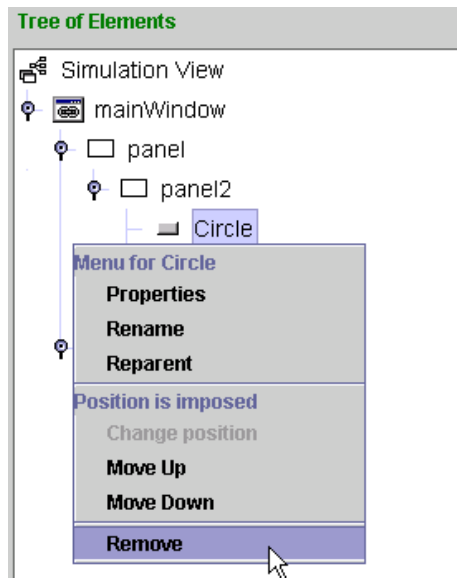 Tree of Elements
Simulation View
mainWindow
panel
panel2
Circle
Menu for Circle
Properties
Rename
Reparent
Position is imposed
Change position
Move Up
Move Down
Remove